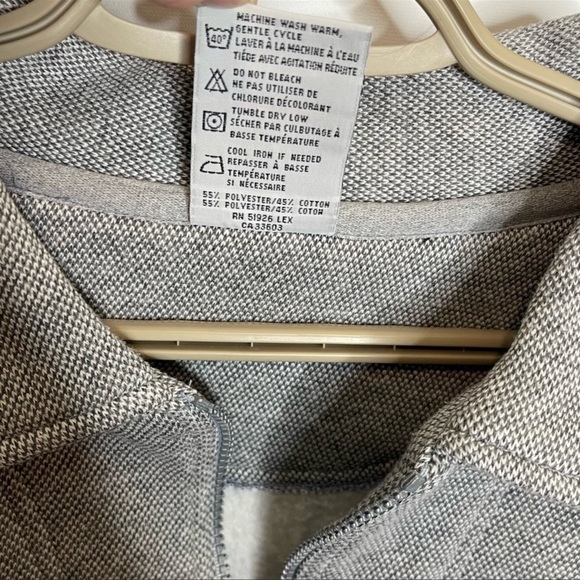 MACHINE WASH WARM,
GENTLE CYCLE
40°
LAVER À LA MACHINE À L'EAU
TIÈDE AVEC AGITATION RÉDUITE
DO NOT BLEACH
NE PAS UTILISER DE
CHLORURE DÉCOLORANT
TUMBLE DRY LOW
SÉCHER PAR CULBUTAGE À
BASSE TEMPÉRATURE
COOL IRON IF NEEDED
REPASSER À BASSE
TEMPÉRATURE
SI NÉCESSAIRE
55% POLYESTER/45% COTTON
55% POLYESTER/45% COTON
RN 51926 LEX
CA33603